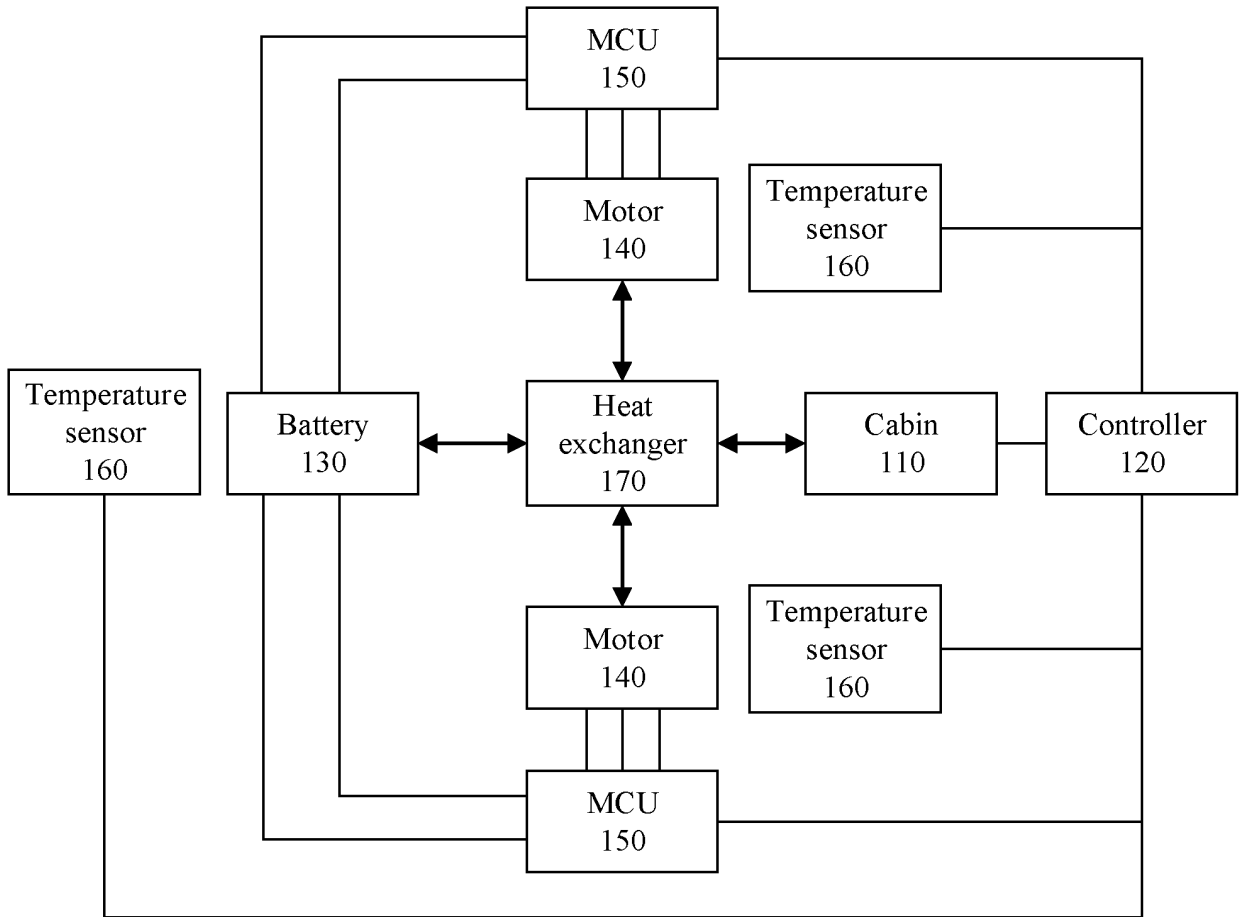 MCU
150
Motor
140
Temperature
sensor
160
Temperature
sensor
160
Battery
130
Heat
exchanger
170
Cabin
110
Controller
120
Motor
140
Temperature
sensor
160
MCU
150